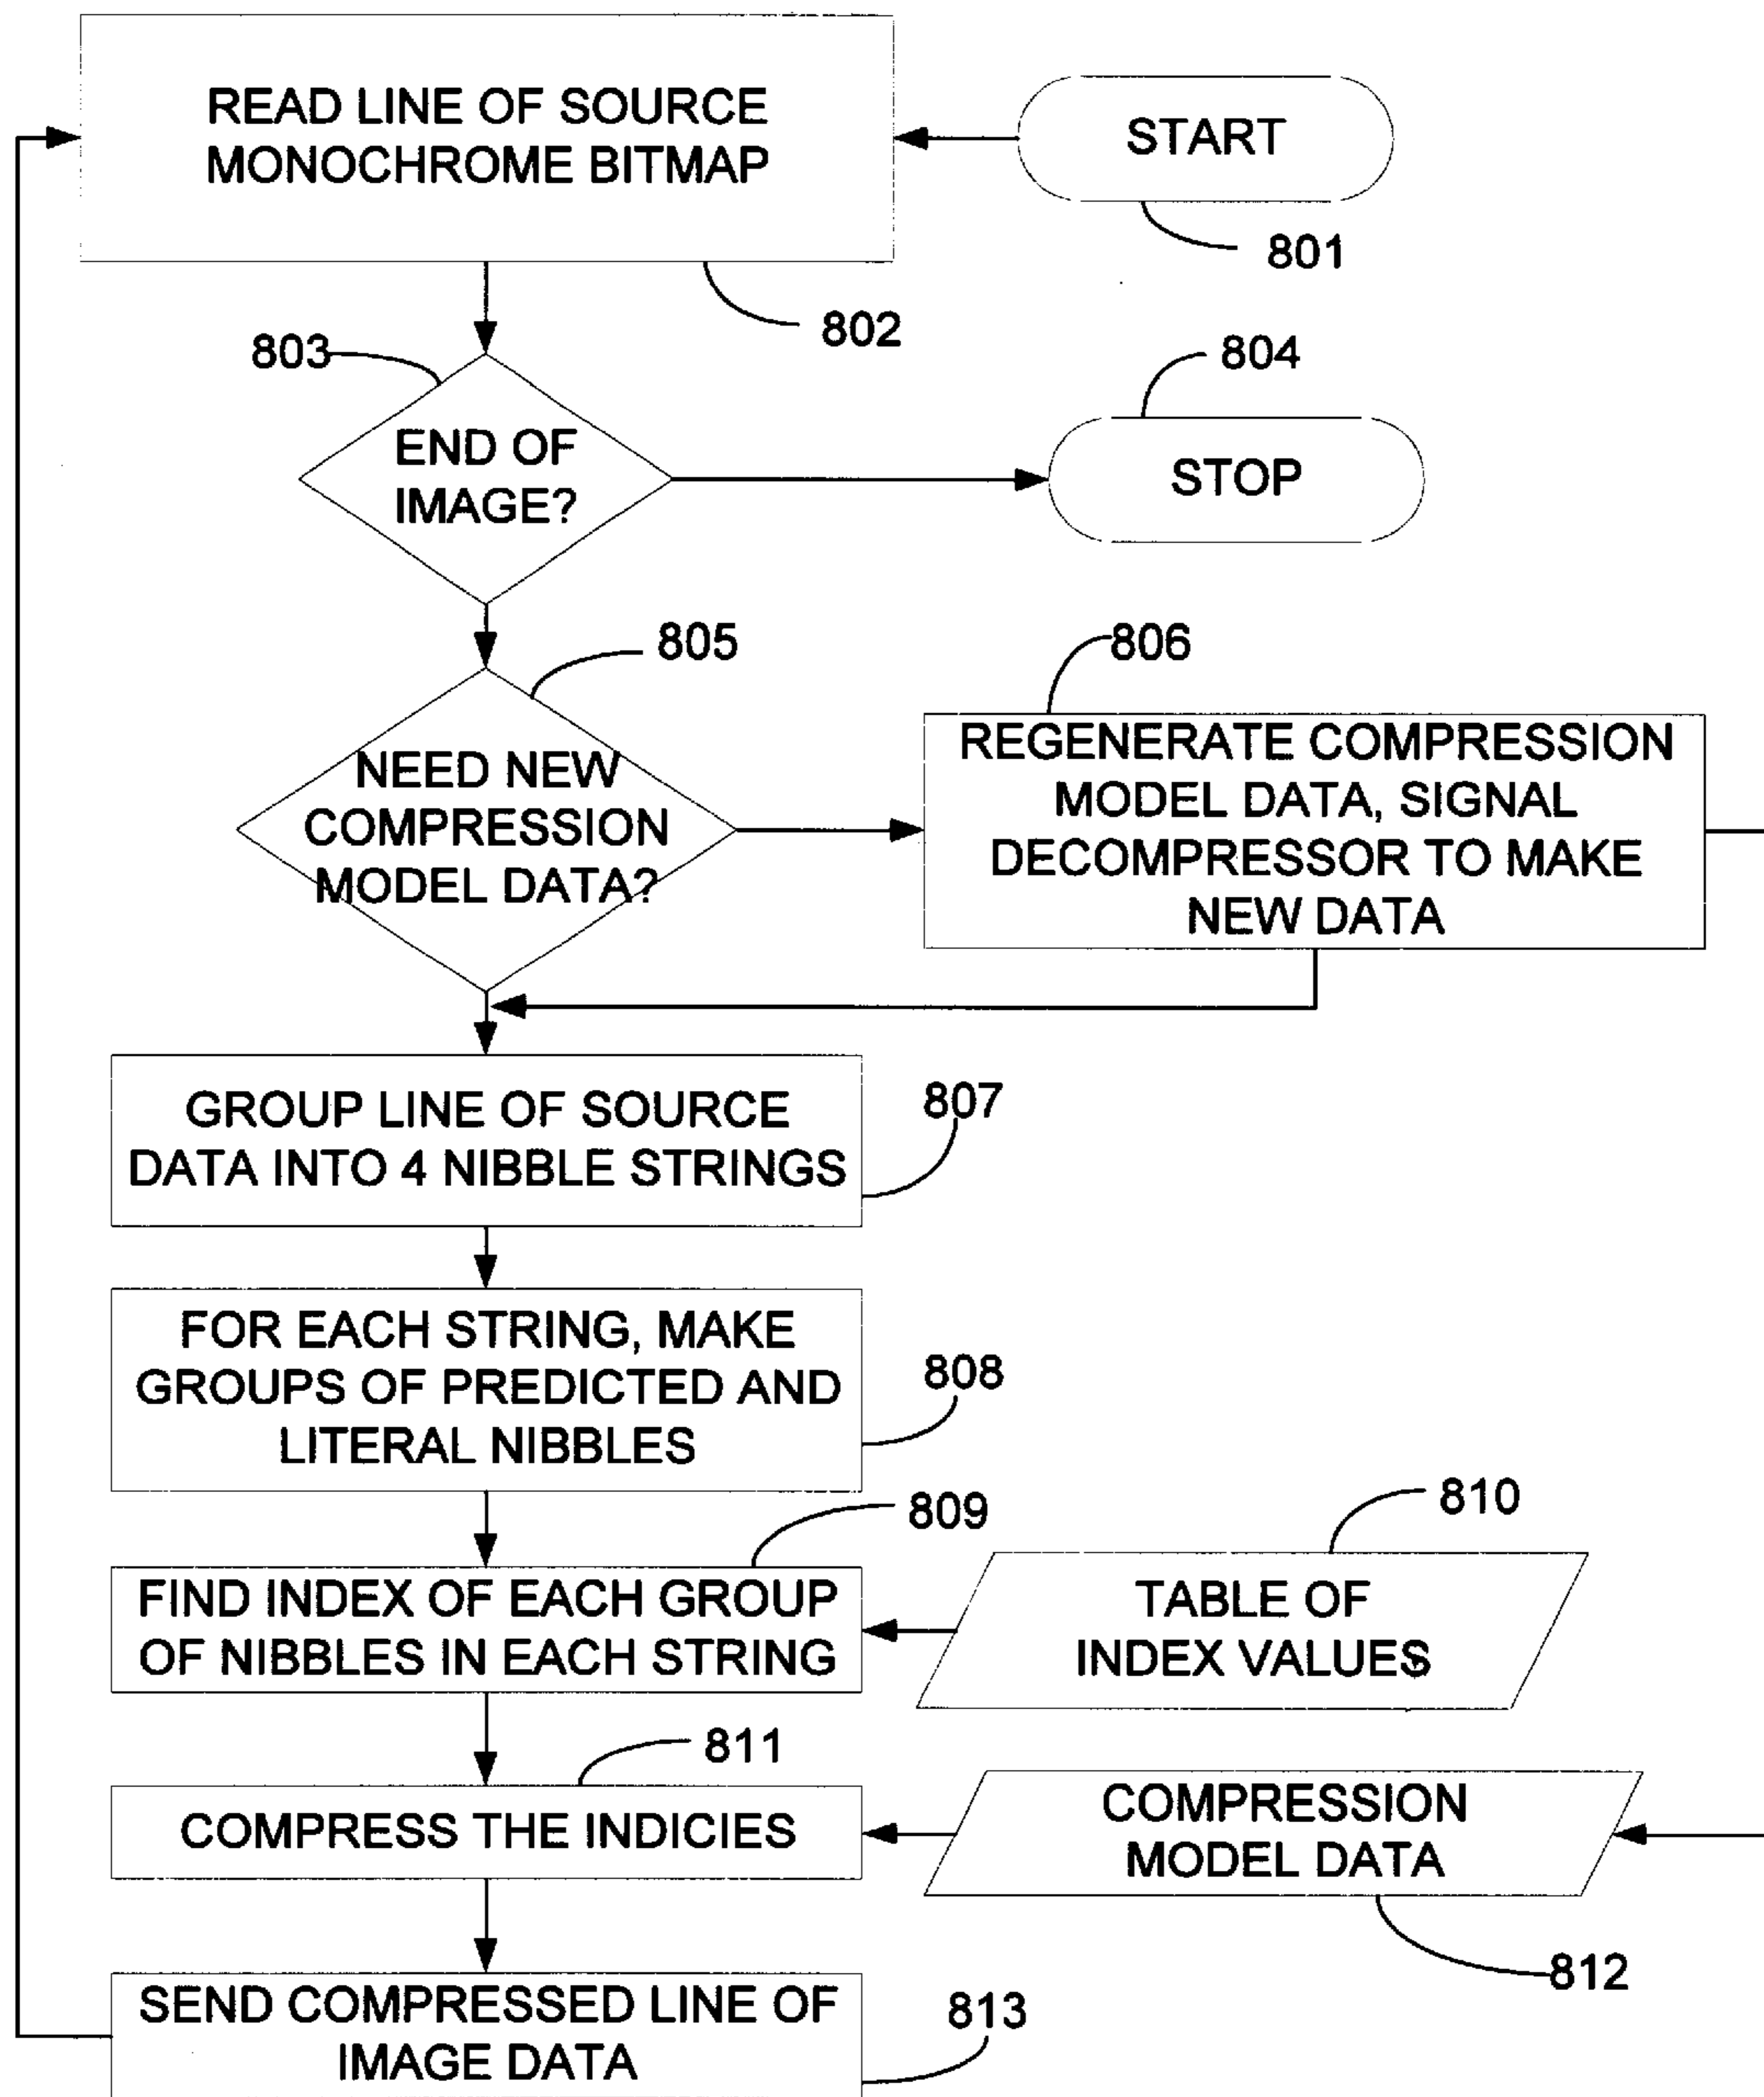 READ LINE OF SOURCE
MONOCHROME BITMAP
START
801
802
803
804
END OF
IMAGE?
STOP
805
806
NEED NEW
COMPRESSION
MODEL DATA?
REGENERATE COMPRESSION
MODEL DATA, SIGNAL
DECOMPRESSOR TO MAKE
NEW DATA
GROUP LINE OF SOURCE
DATA INTO 4 NIBBLE STRINGS
807
FOR EACH STRING, MAKE
GROUPS OF PREDICTED AND
LITERAL NIBBLES
808
809
810
FIND INDEX OF EACH GROUP
OF NIBBLES IN EACH STRING
TABLE OF
INDEX VALUES
811
COMPRESS THE INDICIES
COMPRESSION
MODEL DATA
812
SEND COMPRESSED LINE OF
IMAGE DATA
813